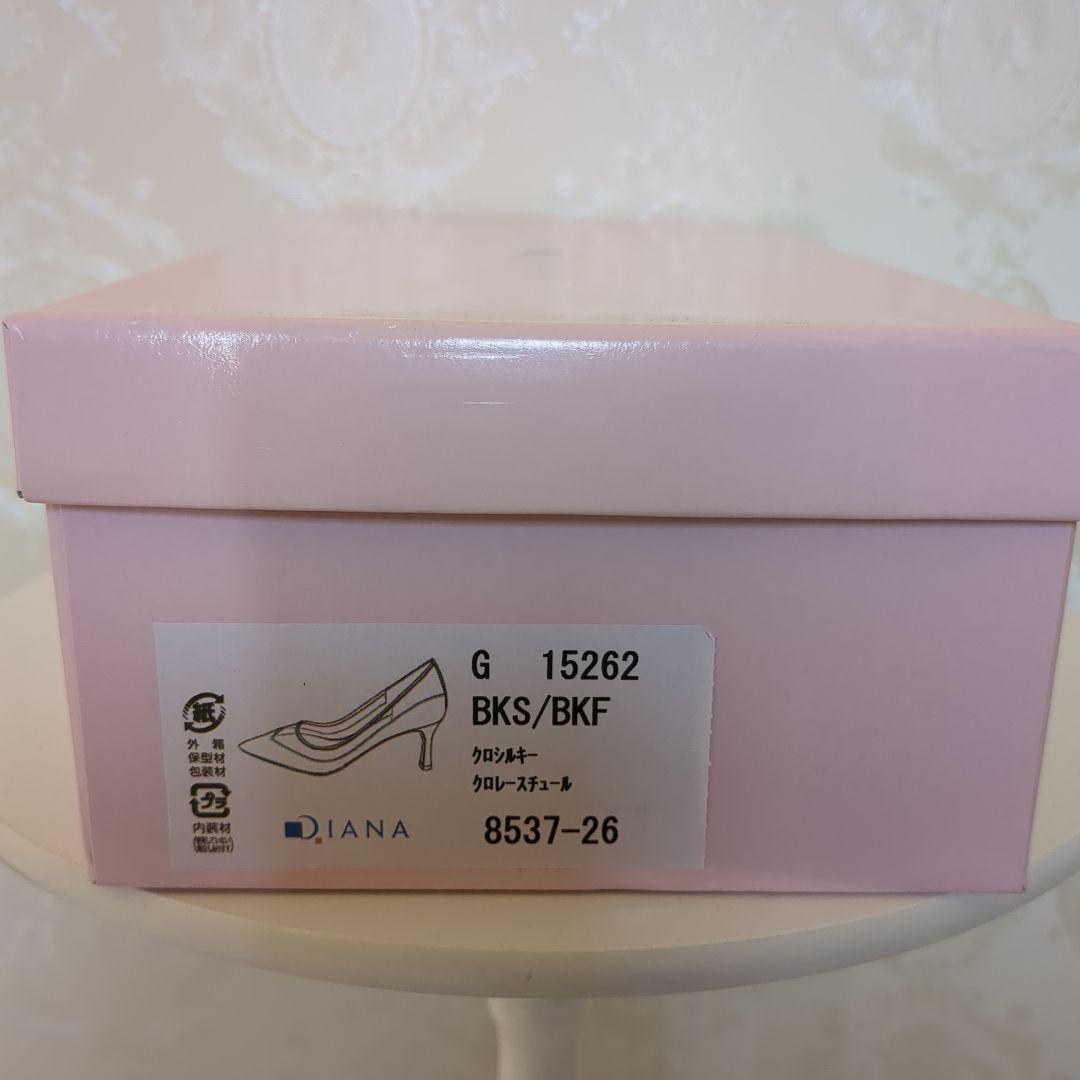 G 15262
BKS/BKF
クロシルキー
クロレースチュール
8537-26
紙
外箱
保型材
包装材
プラ
内装材
DIANA